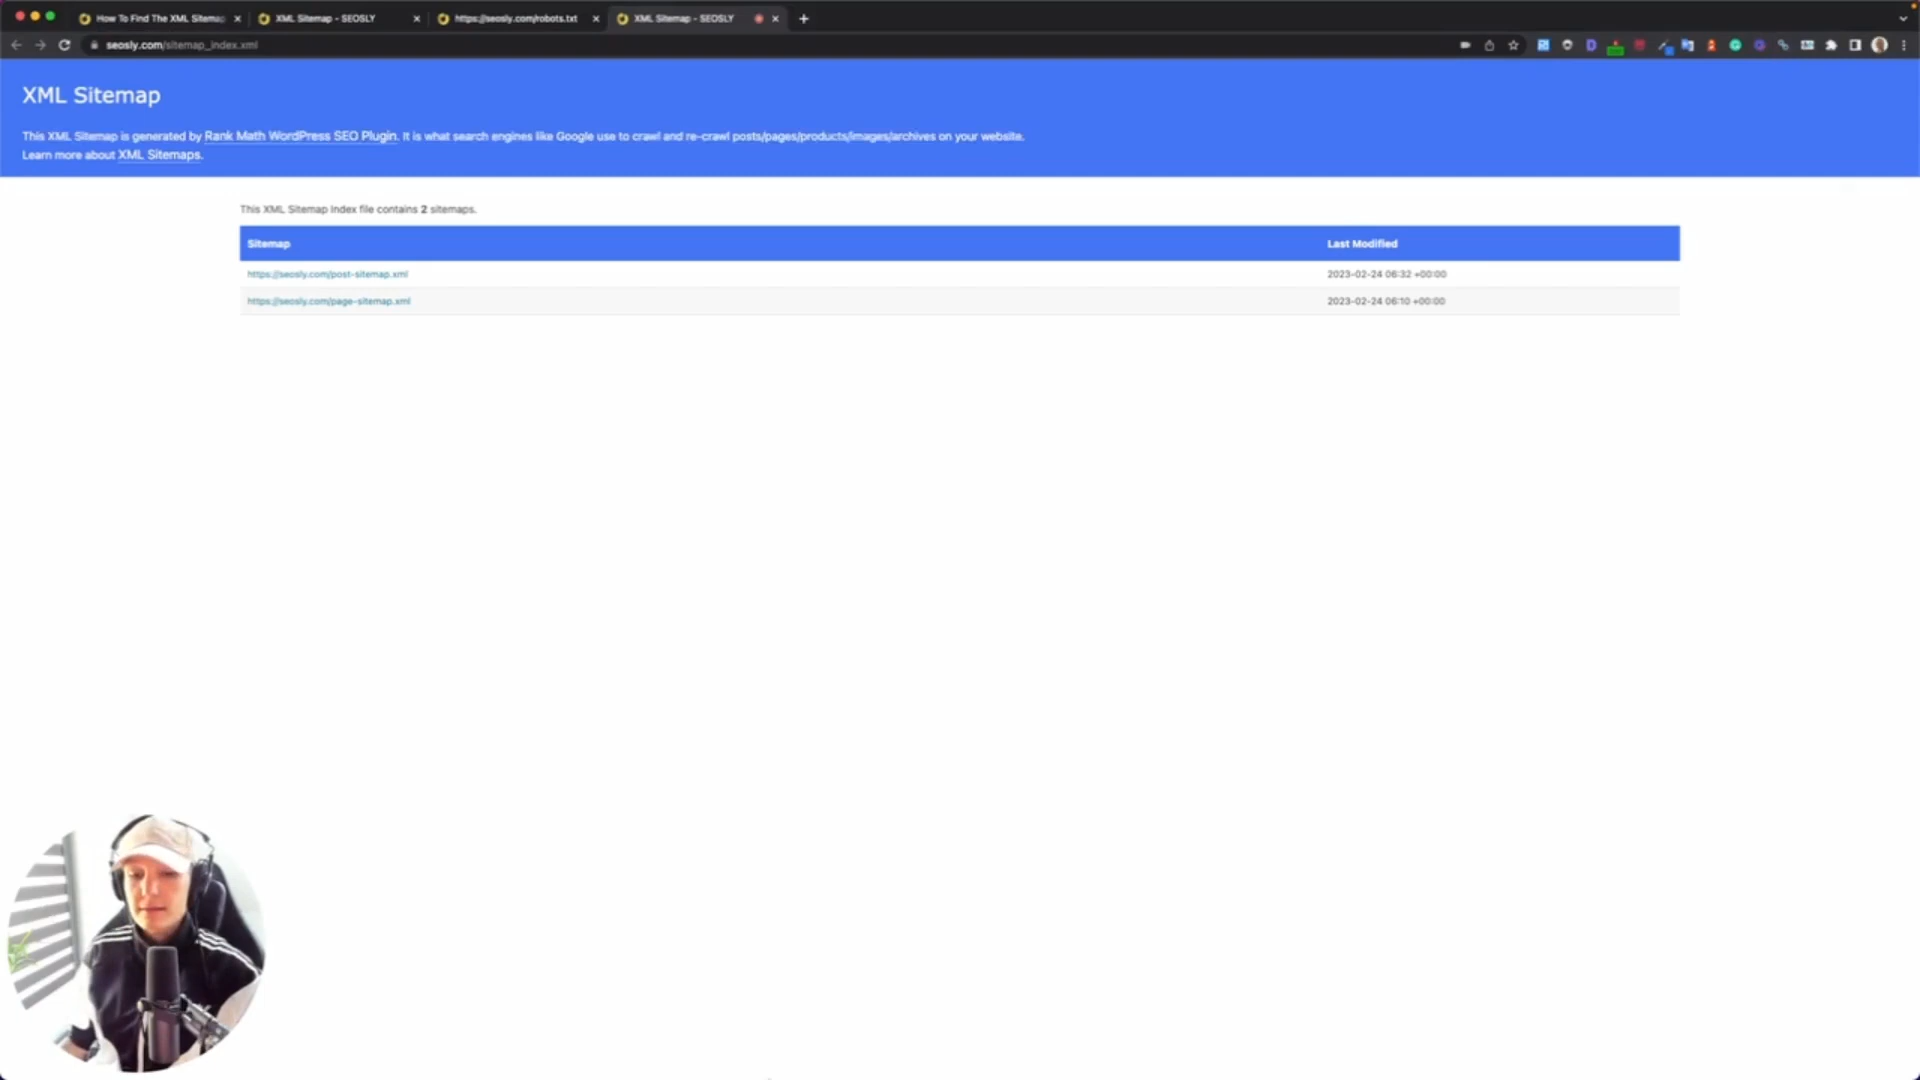 How To Find The XML Sitemap
XML Sitemap - SEOSLY
https://seosly.com/robots.txt
XML Sitemap - SEOSLY
seosly.com/sitemap_index.xml
XML Sitemap
This XML Sitemap is generated by Rank Math WordPress SEO Plugin. It is what search engines like Google use to crawl and re-crawl posts/pages/products/images/archives on your website.
Learn more about XML Sitemaps.
This XML Sitemap Index file contains 2 sitemaps.
Sitemap Last Modified
https://seosly.com/post-sitemap.xml 2023-02-24 06:32 +00:00
https://seosly.com/page-sitemap.xml 2023-02-24 06:10 +00:00